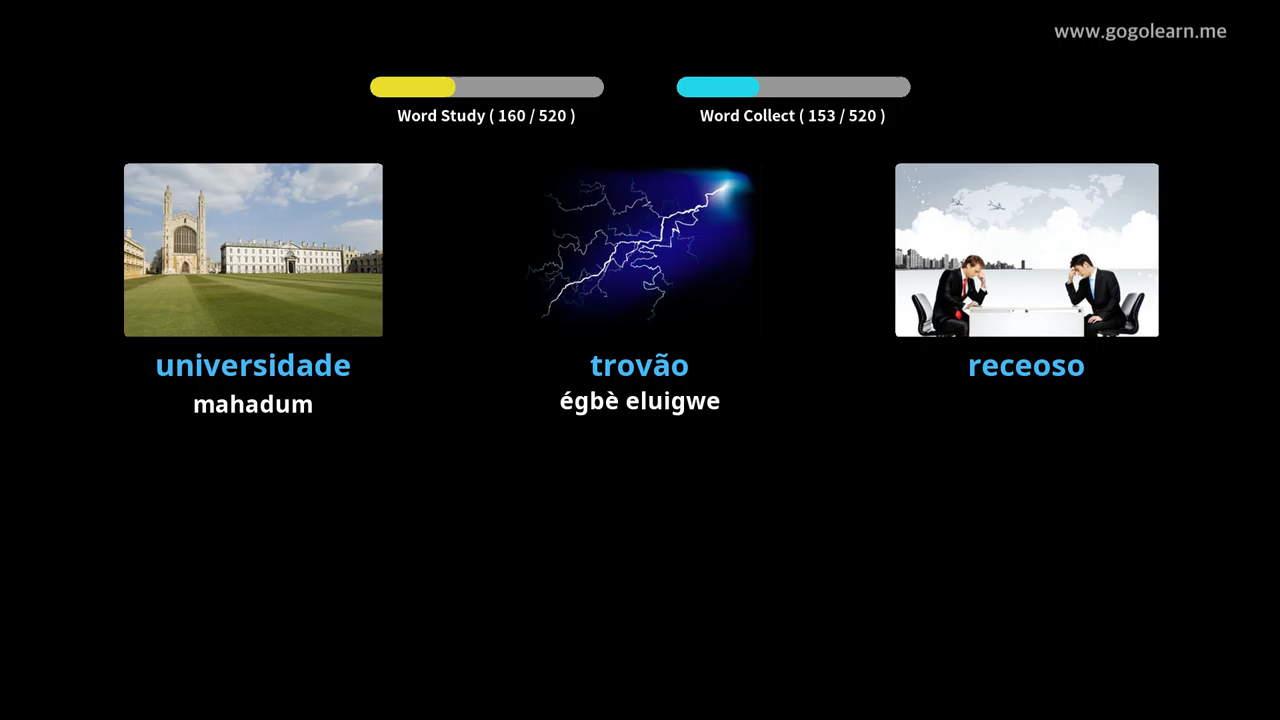 www.gogolearn.me
Word Study ( 160 / 520 )
Word Collect ( 153 / 520 )
universidade
mahadum
trovão
égbè eluigwe
receoso